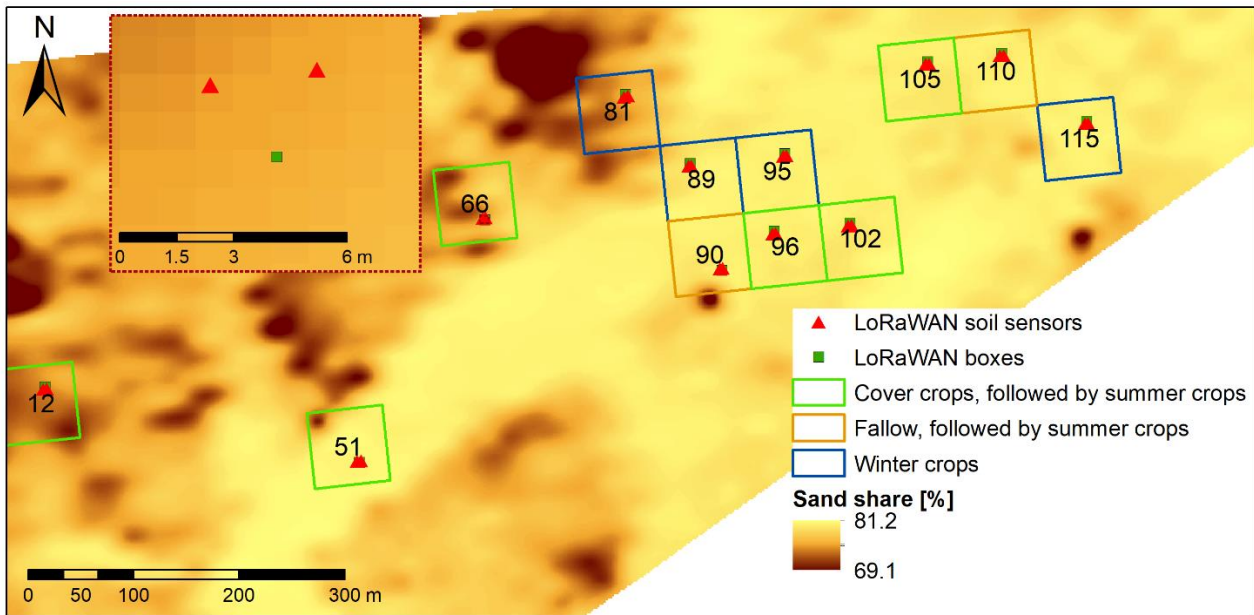 N
0 1.5 3 6 m
81
105
110
115
89
95
66
90
96
102
12
51
LoRaWAN soil sensors
LoRaWAN boxes
Cover crops, followed by summer crops
Fallow, followed by summer crops
Winter crops
Sand share [%]
81.2
69.1
0 50 100 200 300 m